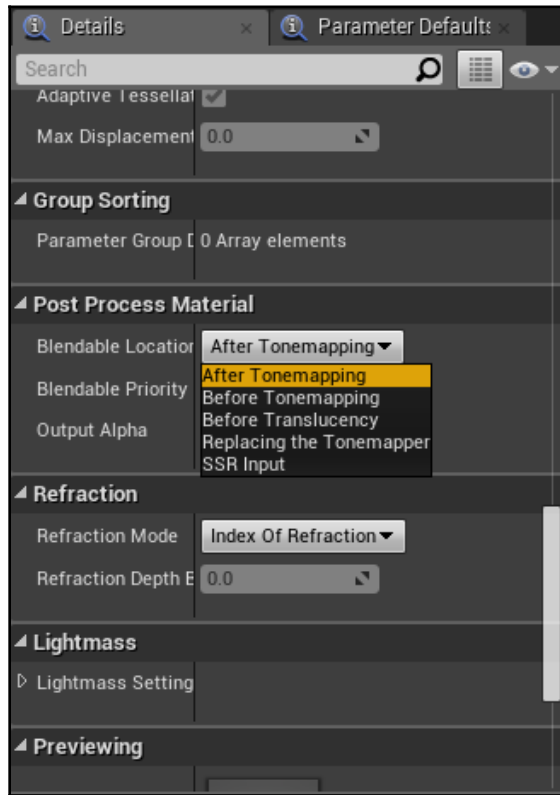 Details × Parameter Defaults ×
Search
Adaptive Tessellat
Max Displacement 0.0
Group Sorting
Parameter Group D 0 Array elements
Post Process Material
Blendable Location After Tonemapping
After Tonemapping
Blendable Priority
Before Tonemapping
Before Translucency
Output Alpha
Replacing the Tonemapper
SSR Input
Refraction
Refraction Mode Index Of Refraction
Refraction Depth B 0.0
Lightmass
Lightmass Setting
Previewing